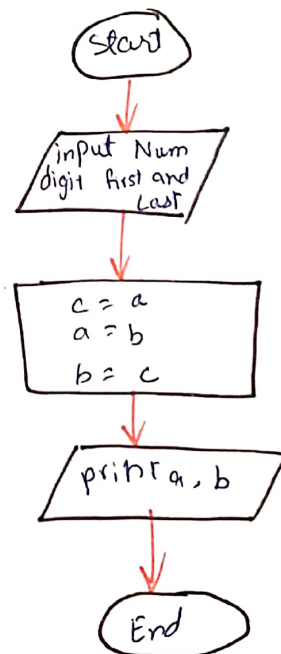 Start
input Num
digit first and
Last
c = a
a = b
b = c
print a, b
End